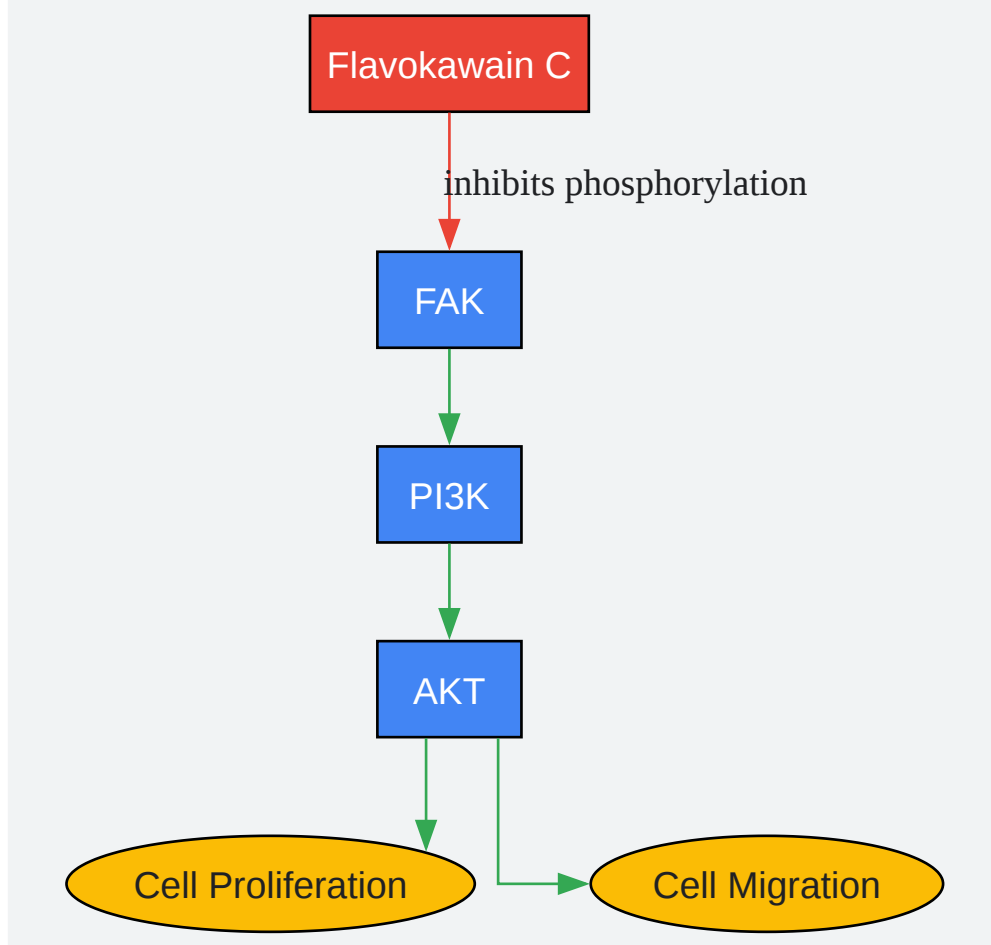 Flavokawain C
inhibits phosphorylation
FAK
PI3K
AKT
Cell Proliferation
Cell Migration